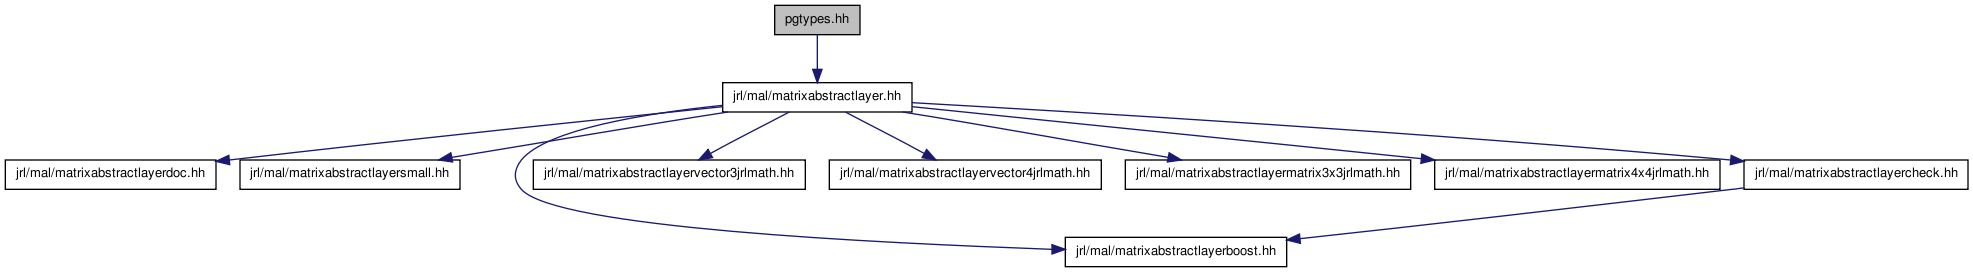 pgtypes.hh
jrl/mal/matrixabstractlayer.hh
jrl/mal/matrixabstractlayerdoc.hh
jrl/mal/matrixabstractlayersmall.hh
jrl/mal/matrixabstractlayervector3jrlmath.hh
jrl/mal/matrixabstractlayervector4jrlmath.hh
jrl/mal/matrixabstractlayermatrix3x3jrlmath.hh
jrl/mal/matrixabstractlayermatrix4x4jrlmath.hh
jrl/mal/matrixabstractlayercheck.hh
jrl/mal/matrixabstractlayerboost.hh